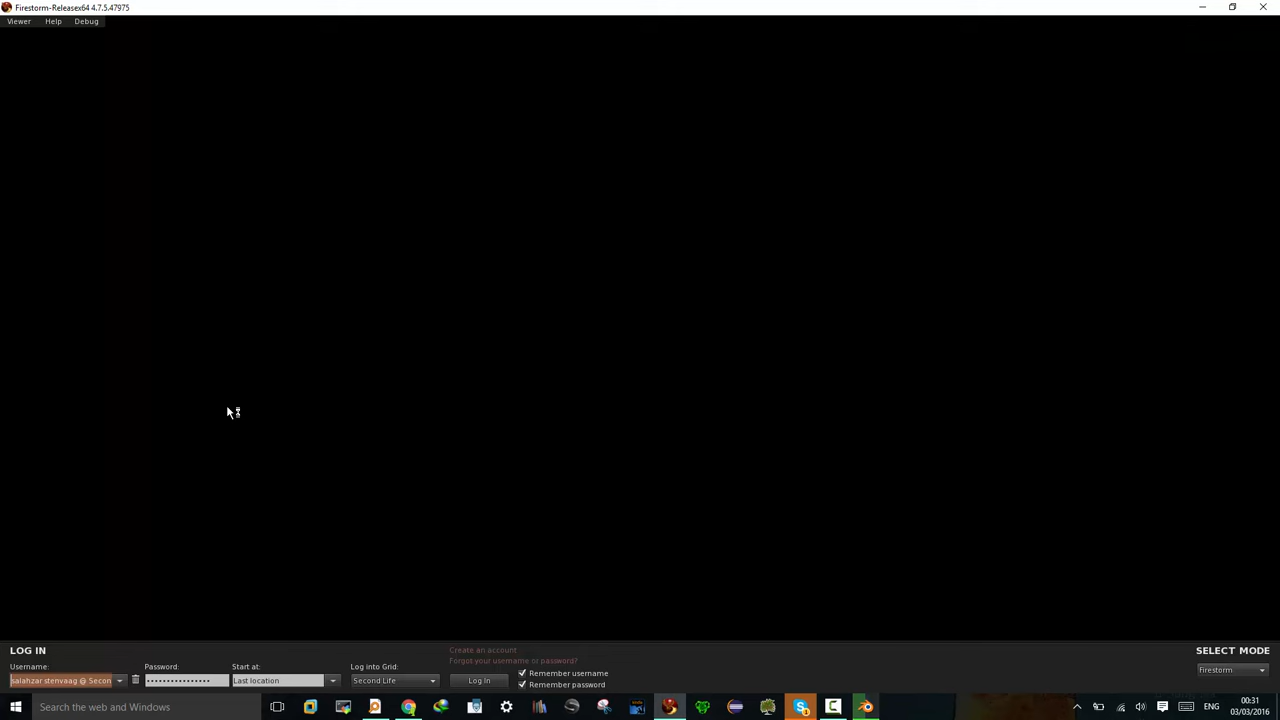 Firestorm-Releasex64 4.7.5.47975
Viewer Help Debug
LOG IN
Username:
salahzar stenvaag @ Secon
Password:
••••••••••••••••
Start at:
Last location
Log into Grid:
Second Life
Create an account
Forgot your username or password?
Log In
Remember username
Remember password
SELECT MODE
Firestorm
Search the web and Windows
ENG
00:31
03/03/2016